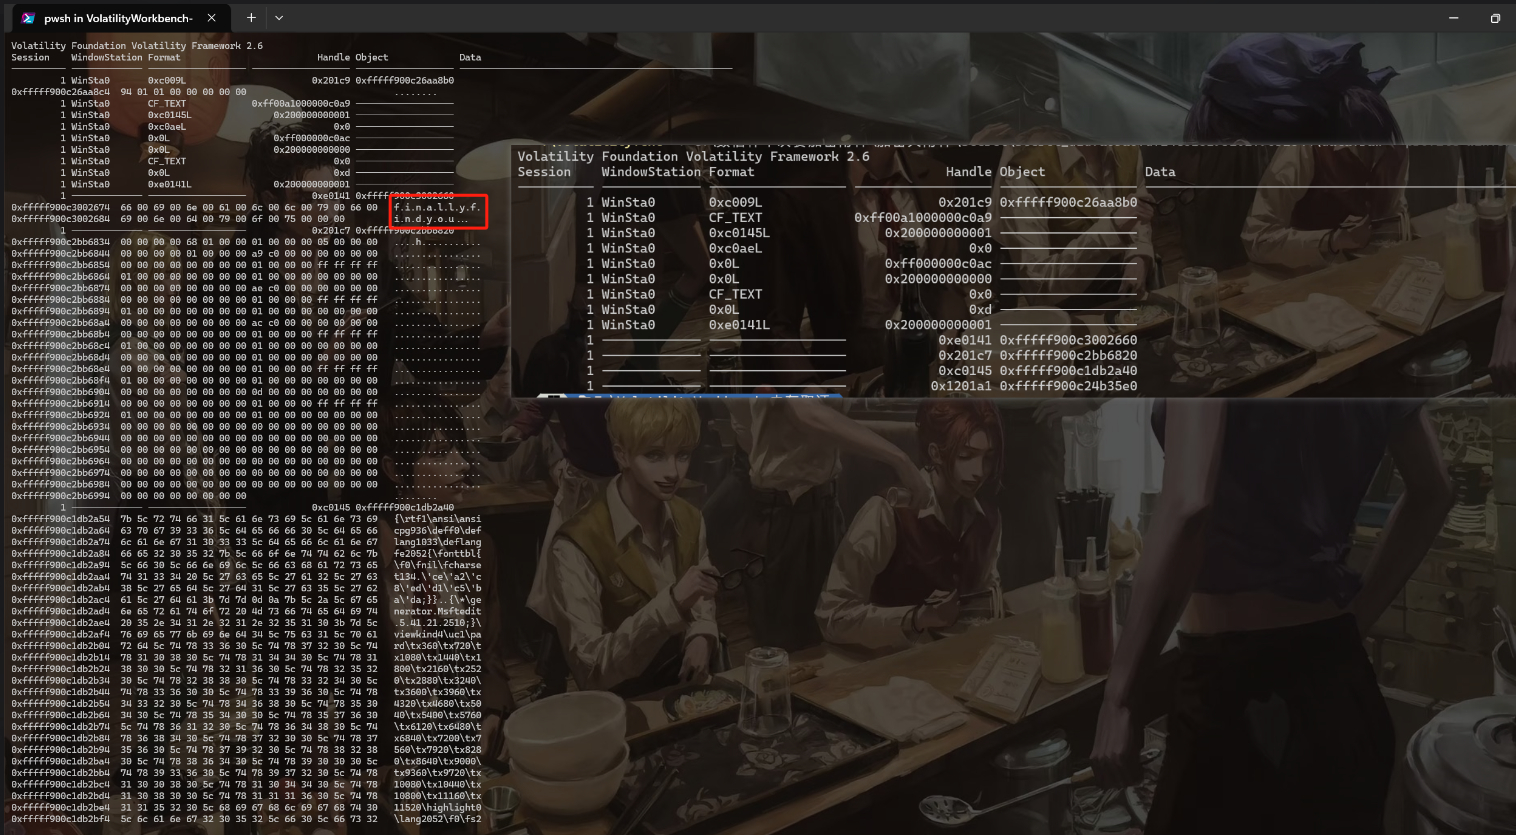 pwsh in VolatilityWorkbench-
Volatility Foundation Volatility Framework 2.6
Session    WindowStation Format                         Handle Object             Data
1 WinSta0       0xc009L                      0x201c9 0xfffff900c26aa8b0
0xfffff900c26aa8c4  94 01 01 00 00 00 00 00                           ........
1 WinSta0       CF_TEXT            0xff00a1000000c0a9
1 WinSta0       0xc0145L               0x200000000001
1 WinSta0       0xc0aeL                           0x0
1 WinSta0       0x0L                   0xff000000c0ac
1 WinSta0       0x0L                   0x200000000000
1 WinSta0       CF_TEXT                           0x0
1 WinSta0       0x0L                              0xd
1 WinSta0       0xe0141L               0x200000000001
1                                            0xe0141 0xfffff900c3002660
0xfffff900c3002674  66 00 69 00 6e 00 61 00 6c 00 6c 00 79 00 66 00   f.i.n.a.l.l.y.f.
0xfffff900c3002684  69 00 6e 00 64 00 79 00 6f 00 75 00 00 00         i.n.d.y.o.u...
1                                            0x201c7 0xfffff900c2bb6820
0xfffff900c2bb6834  00 00 00 00 68 01 00 00 01 00 00 00 05 00 00 00   ....h...........
0xfffff900c2bb6844  00 00 00 00 01 00 00 00 a9 c0 00 00 00 00 00 00   ................
0xfffff900c2bb6854  00 00 00 00 00 00 00 00 01 00 00 00 ff ff ff ff   ................
0xfffff900c2bb6864  01 00 00 00 00 00 00 00 01 00 00 00 00 00 00 00   ................
0xfffff900c2bb6874  00 00 00 00 00 00 00 00 ae c0 00 00 00 00 00 00   ................
0xfffff900c2bb6884  00 00 00 00 00 00 00 00 01 00 00 00 ff ff ff ff   ................
0xfffff900c2bb6894  01 00 00 00 00 00 00 00 01 00 00 00 00 00 00 00   ................
0xfffff900c2bb68a4  00 00 00 00 00 00 00 00 ac c0 00 00 00 00 00 00   ................
0xfffff900c2bb68b4  00 00 00 00 00 00 00 00 01 00 00 00 ff ff ff ff   ................
0xfffff900c2bb68c4  01 00 00 00 00 00 00 00 00 00 00 00 00 00 00 00   ................
0xfffff900c2bb68d4  00 00 00 00 00 00 00 00 01 00 00 00 00 00 00 00   ................
0xfffff900c2bb68e4  00 00 00 00 00 00 00 00 01 00 00 00 ff ff ff ff   ................
0xfffff900c2bb68f4  01 00 00 00 01 00 00 00 00 00 00 00 00 00 00 00   ................
0xfffff900c2bb6904  00 00 00 00 00 00 00 00 0d 00 00 00 00 00 00 00   ................
0xfffff900c2bb6914  00 00 00 00 00 00 00 00 01 00 00 00 ff ff ff ff   ................
0xfffff900c2bb6924  01 00 00 00 01 00 00 00 00 00 00 00 00 00 00 00   ................
0xfffff900c2bb6934  00 00 00 00 00 00 00 00 00 00 00 00 00 00 00 00   ................
0xfffff900c2bb6944  00 00 00 00 00 00 00 00 00 00 00 00 00 00 00 00   ................
0xfffff900c2bb6954  00 00 00 00 00 00 00 00 00 00 00 00 00 00 00 00   ................
0xfffff900c2bb6964  00 00 00 00 00 00 00 00 00 00 00 00 00 00 00 00   ................
0xfffff900c2bb6974  00 00 00 00 00 00 00 00 00 00 00 00 00 00 00 00   ................
0xfffff900c2bb6984  00 00 00 00 00 00 00 00 00 00 00 00 00 00 00 00   ................
0xfffff900c2bb6994  00 00 00 00 00 00 00 00                           ........
1                                            0xc0145 0xfffff900c1db2a40
0xfffff900c1db2a54  7b 5c 72 74 66 31 5c 61 6e 73 69 5c 61 6e 73 69   {\rtf1\ansi\ansi
0xfffff900c1db2a64  63 70 67 39 33 36 5c 64 65 66 66 30 5c 64 65 66   cpg936\deff0\def
0xfffff900c1db2a74  6c 61 6e 67 31 30 33 33 5c 64 65 66 6c 61 6e 67   lang1033\deflang
0xfffff900c1db2a84  66 65 32 30 35 32 7b 5c 66 6f 6e 74 74 62 6c 7b   fe2052{\fonttbl{
0xfffff900c1db2a94  5c 66 30 5c 66 6e 69 6c 5c 66 63 68 61 72 73 65   \f0\fnil\fcharse
0xfffff900c1db2aa4  74 31 33 34 20 5c 27 63 65 5c 27 61 32 5c 27 63   t134.\'ce\'a2\'c
0xfffff900c1db2ab4  38 5c 27 65 64 5c 27 64 31 5c 27 63 35 5c 27 62   8\'ed\'d1\'c5\'b
0xfffff900c1db2ac4  61 5c 27 64 61 3b 7d 7d 0d 0a 7b 5c 2a 5c 67 65   a\'da;}}..{\*\ge
0xfffff900c1db2ad4  6e 65 72 61 74 6f 72 20 4d 73 66 74 65 64 69 74   nerator.Msftedit
0xfffff900c1db2ae4  20 35 2e 34 31 2e 32 31 2e 32 35 31 30 3b 7d 5c   .5.41.21.2510;}\
0xfffff900c1db2af4  76 69 65 77 6b 69 6e 64 34 5c 75 63 31 5c 70 61   viewkind4\uc1\pa
0xfffff900c1db2b04  72 64 5c 74 78 33 36 30 5c 74 78 37 32 30 5c 74   rd\tx360\tx720\t
0xfffff900c1db2b14  78 31 30 38 30 5c 74 78 31 34 34 30 5c 74 78 31   x1080\tx1440\tx1
0xfffff900c1db2b24  38 30 30 5c 74 78 32 31 36 30 5c 74 78 32 35 32   800\tx2160\tx252
0xfffff900c1db2b34  30 5c 74 78 32 38 38 30 5c 74 78 33 32 34 30 5c   0\tx2880\tx3240\
0xfffff900c1db2b44  74 78 33 36 30 30 5c 74 78 33 39 36 30 5c 74 78   tx3600\tx3960\tx
0xfffff900c1db2b54  34 33 32 30 5c 74 78 34 36 38 30 5c 74 78 35 30   4320\tx4680\tx50
0xfffff900c1db2b64  34 30 5c 74 78 35 34 30 30 5c 74 78 35 37 36 30   40\tx5400\tx5760
0xfffff900c1db2b74  5c 74 78 36 31 32 30 5c 74 78 36 34 38 30 5c 74   \tx6120\tx6480\t
0xfffff900c1db2b84  78 36 38 34 30 5c 74 78 37 32 30 30 5c 74 78 37   x6840\tx7200\tx7
0xfffff900c1db2b94  35 36 30 5c 74 78 37 39 32 30 5c 74 78 38 32 38   560\tx7920\tx828
0xfffff900c1db2ba4  30 5c 74 78 38 36 34 30 5c 74 78 39 30 30 30 5c   0\tx8640\tx9000\
0xfffff900c1db2bb4  74 78 39 33 36 30 5c 74 78 39 37 32 30 5c 74 78   tx9360\tx9720\tx
0xfffff900c1db2bc4  31 30 30 38 30 5c 74 78 31 30 34 34 30 5c 74 78   10080\tx10440\tx
0xfffff900c1db2bd4  31 30 38 30 30 5c 74 78 31 31 31 36 30 5c 74 78   10800\tx11160\tx
0xfffff900c1db2be4  31 31 35 32 30 5c 68 69 67 68 6c 69 67 68 74 30   11520\highlight0
0xfffff900c1db2bf4  5c 6c 61 6e 67 32 30 35 32 5c 66 30 5c 66 73 32   \lang2052\f0\fs2
Volatility Foundation Volatility Framework 2.6
Session    WindowStation Format                         Handle Object             Data
1 WinSta0       0xc009L                      0x201c9 0xfffff900c26aa8b0
1 WinSta0       CF_TEXT            0xff00a1000000c0a9
1 WinSta0       0xc0145L               0x200000000001
1 WinSta0       0xc0aeL                           0x0
1 WinSta0       0x0L                   0xff000000c0ac
1 WinSta0       0x0L                   0x200000000000
1 WinSta0       CF_TEXT                           0x0
1 WinSta0       0x0L                              0xd
1 WinSta0       0xe0141L               0x200000000001
1                                            0xe0141 0xfffff900c3002660
1                                            0x201c7 0xfffff900c2bb6820
1                                            0xc0145 0xfffff900c1db2a40
1                                           0x1201a1 0xfffff900c24b35e0